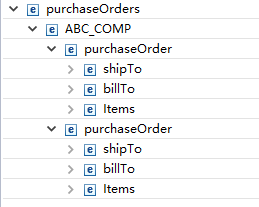 purchaseOrders
ABC_COMP
purchaseOrder
shipTo
billTo
Items
purchaseOrder
shipTo
billTo
Items